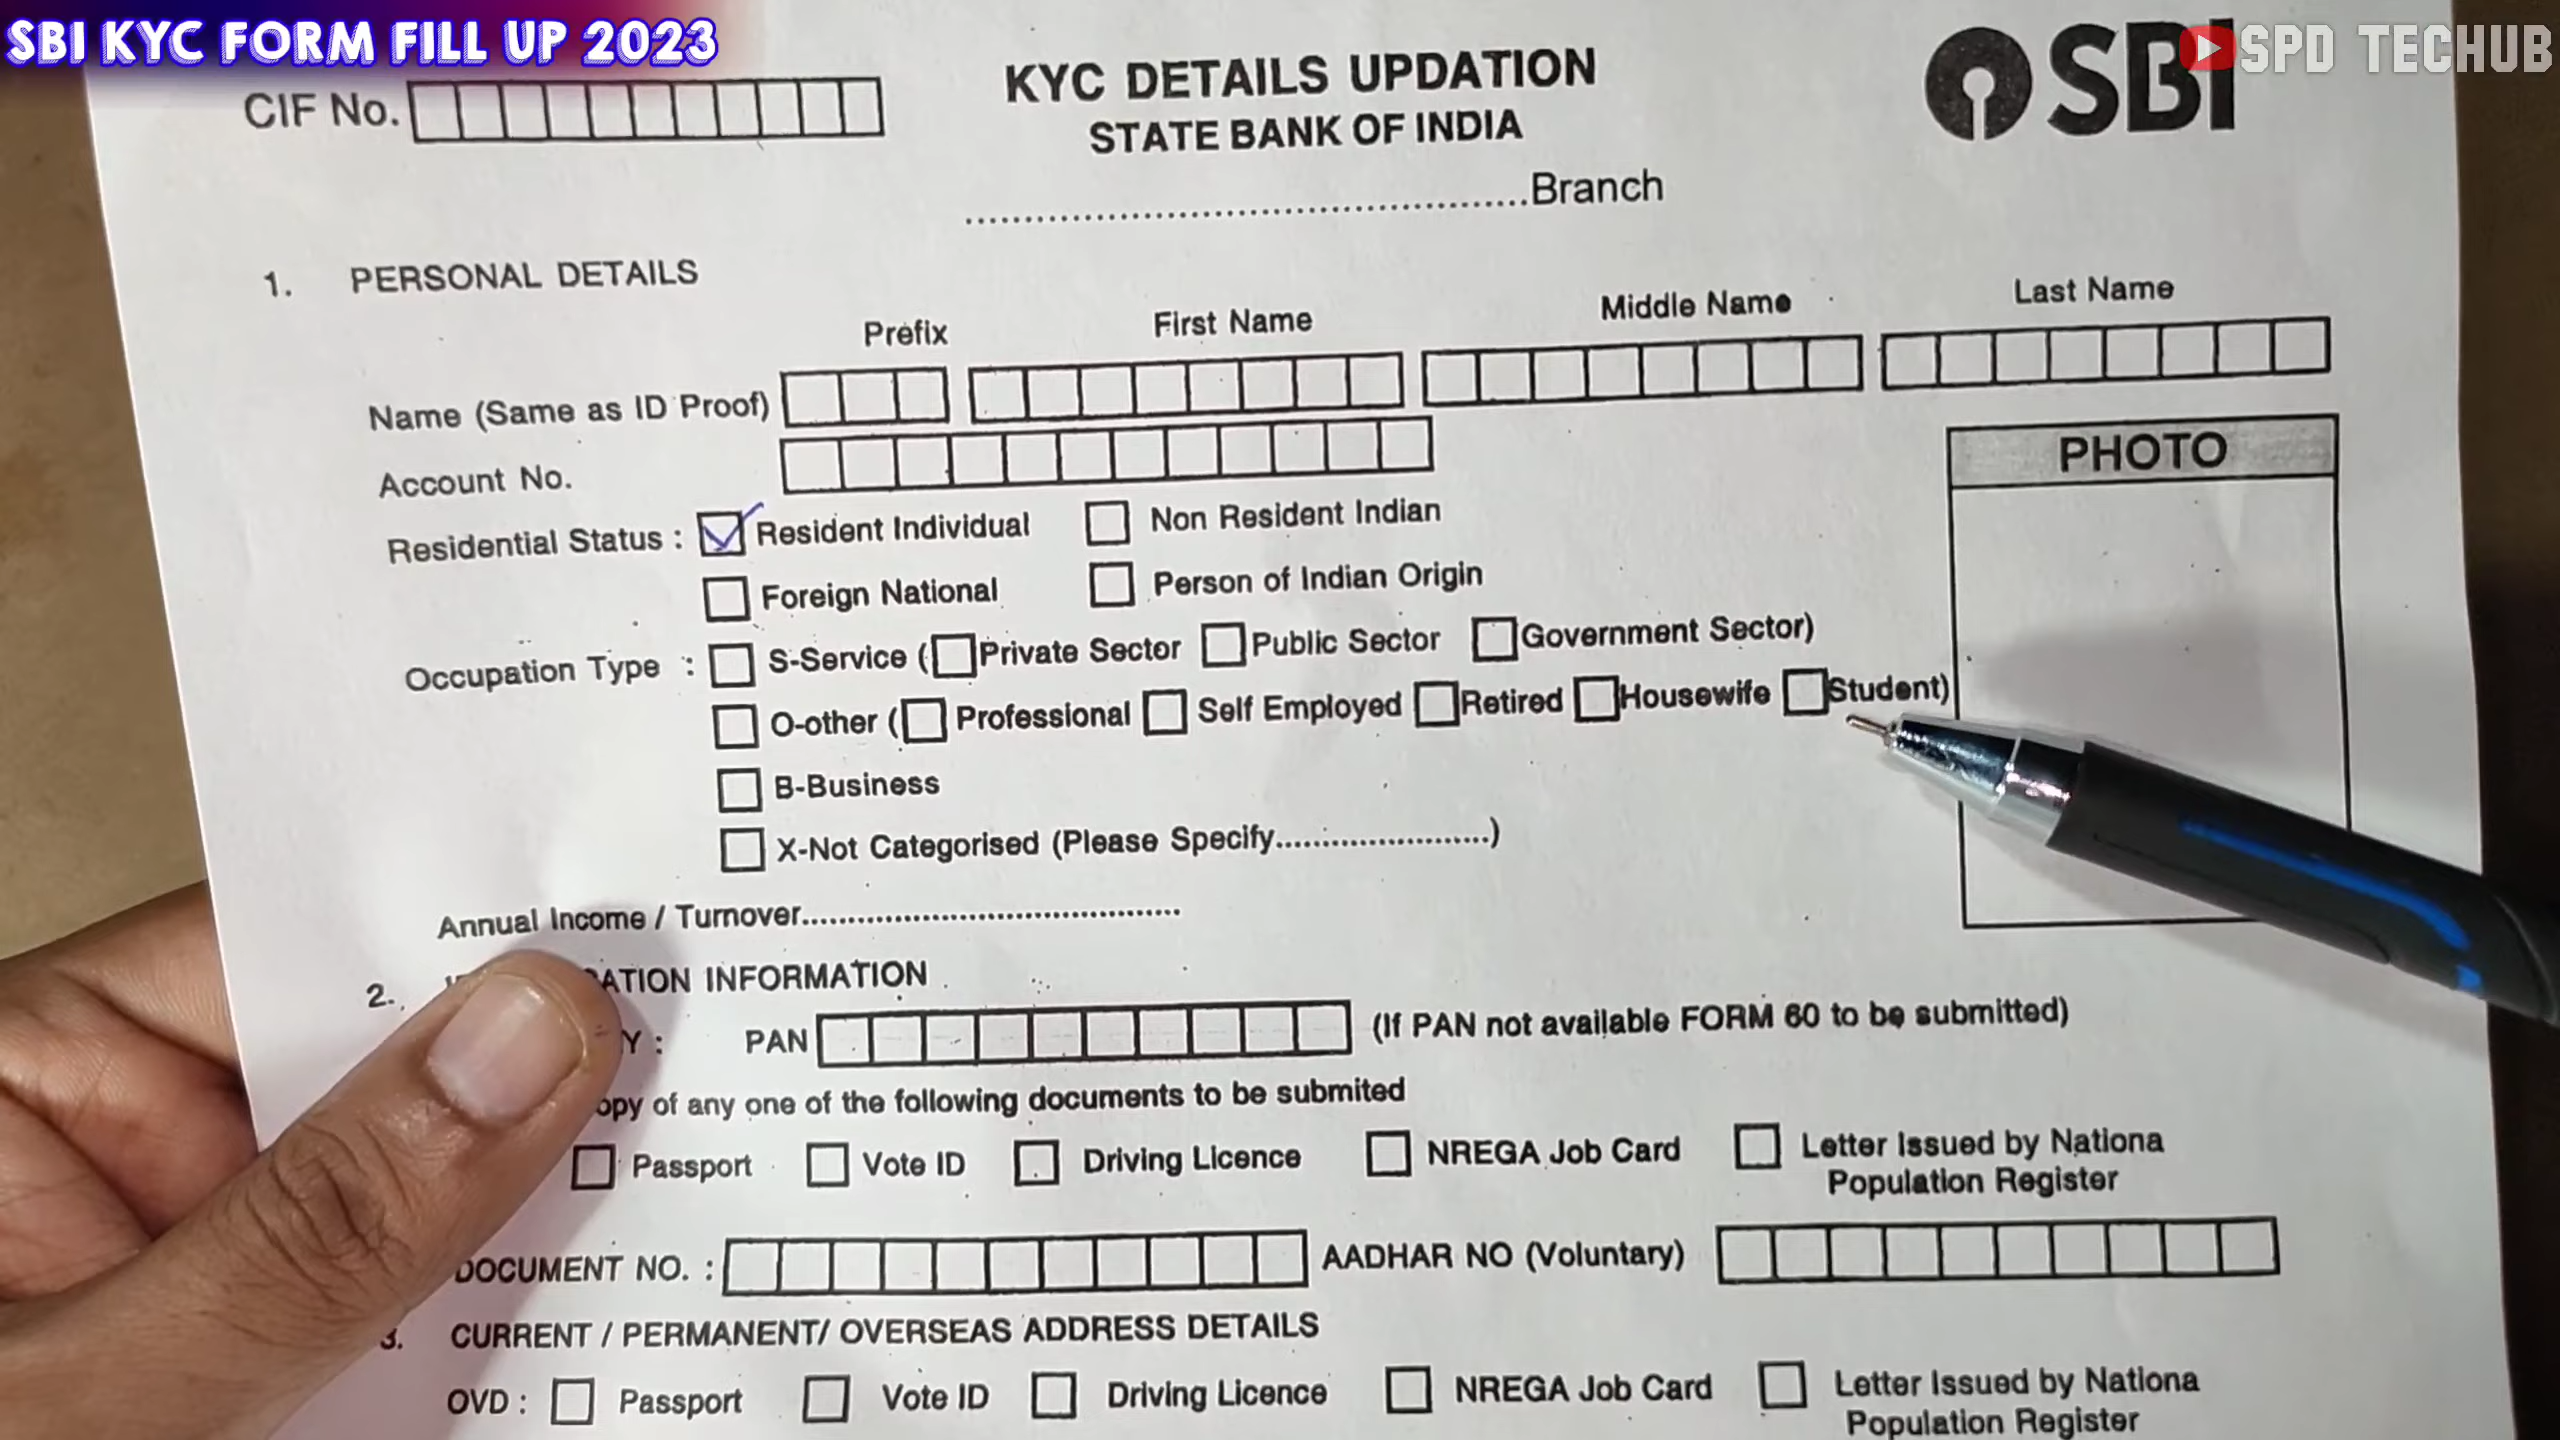 SBI KYC FORM FILL UP 2023
SPD TECHUB
SBI
CIF No.
KYC DETAILS UPDATION
STATE BANK OF INDIA
..................................................Branch
1. PERSONAL DETAILS
Prefix First Name Middle Name Last Name
Name (Same as ID Proof)
Account No.
PHOTO
Residential Status : Resident Individual Non Resident Indian
Foreign National Person of Indian Origin
Occupation Type : S-Service (Private Sector Public Sector Government Sector)
O-other (Professional Self Employed Retired Housewife Student)
B-Business
X-Not Categorised (Please Specify........................)
Annual Income / Turnover..........................................
2. ATION INFORMATION
Y : PAN (If PAN not available FORM 60 to be submitted)
opy of any one of the following documents to be submited
Passport Vote ID Driving Licence NREGA Job Card Letter Issued by Nationa
Population Register
DOCUMENT NO. : AADHAR NO (Voluntary)
3. CURRENT / PERMANENT/ OVERSEAS ADDRESS DETAILS
OVD : Passport Vote ID Driving Licence NREGA Job Card Letter Issued by Nationa
Population Register